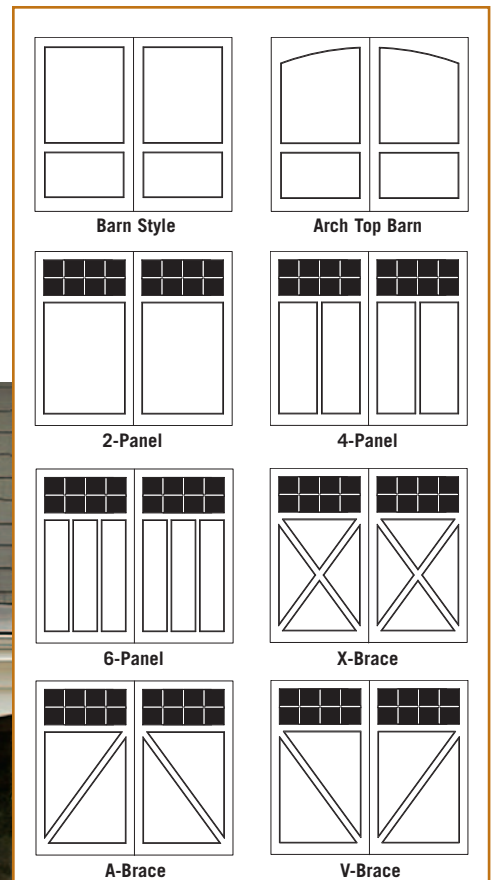 Barn Style
Arch Top Barn
2-Panel
4-Panel
6-Panel
X-Brace
A-Brace
V-Brace